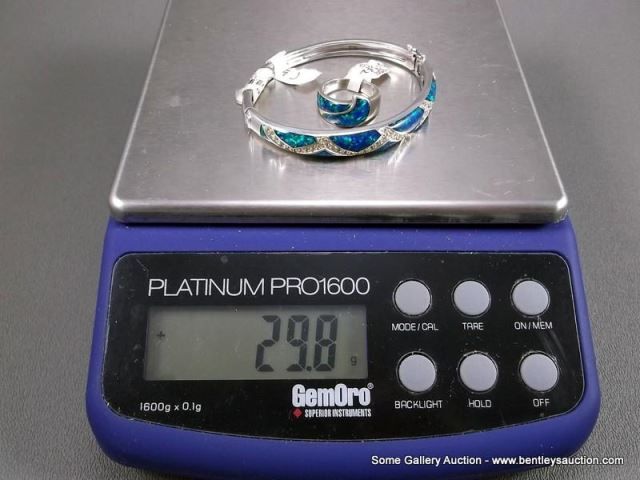 PLATINUM PRO1600
29.8 g
MODE/CAL TARE ON/MEM
GemOro®
SUPERIOR INSTRUMENTS
1600g x 0.1g
BACKLIGHT HOLD OFF
Some Gallery Auction - www.bentleysauction.com